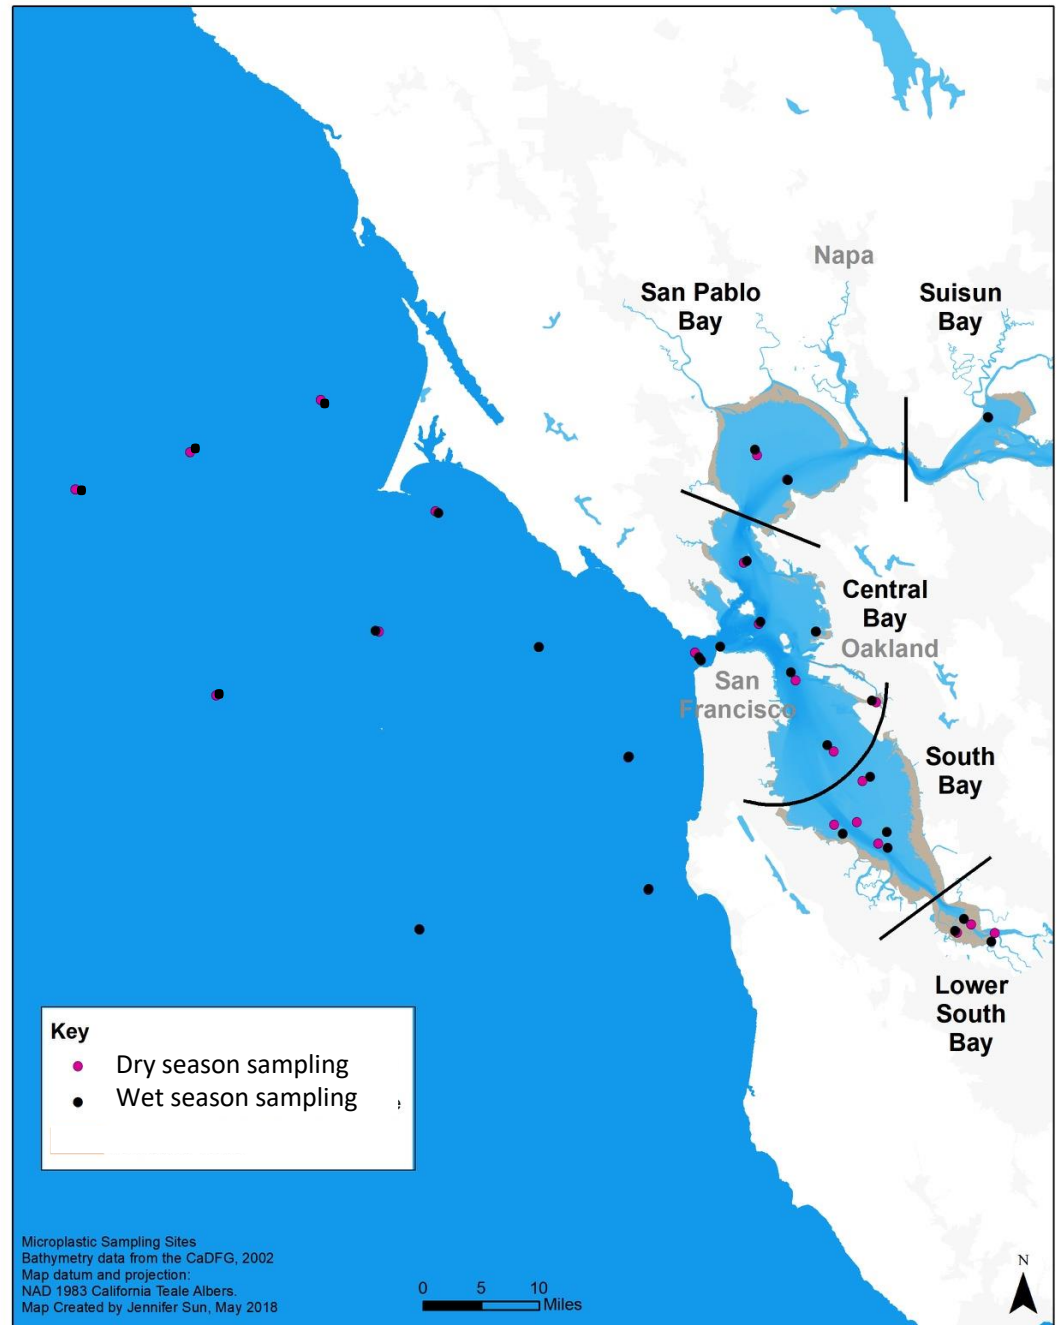 Napa
San Pablo
Bay
Suisun
Bay
Central
Bay
Oakland
San
Francisco
South
Bay
Lower
South
Bay
Key
Dry season sampling
Wet season sampling
Microplastic Sampling Sites
Bathymetry data from the CaDFG, 2002
Map datum and projection:
NAD 1983 California Teale Albers.
Map Created by Jennifer Sun, May 2018
0 5 10
Miles
N